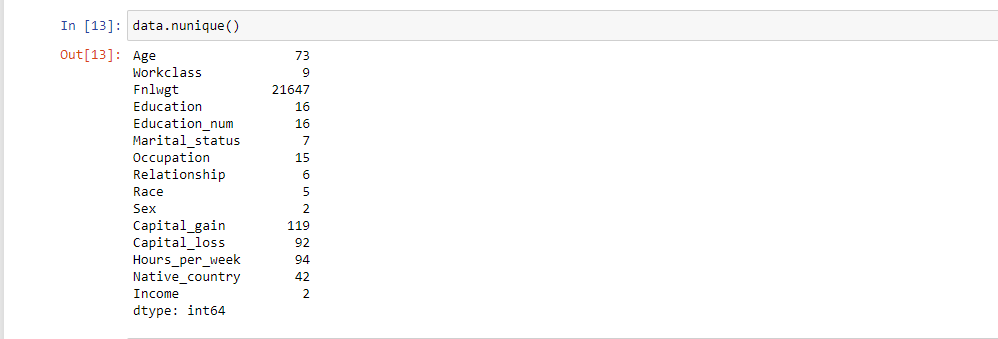 In [13]: data.nunique()
Out[13]: Age 73
Workclass 9
Fnlwgt 21647
Education 16
Education_num 16
Marital_status 7
Occupation 15
Relationship 6
Race 5
Sex 2
Capital_gain 119
Capital_loss 92
Hours_per_week 94
Native_country 42
Income 2
dtype: int64